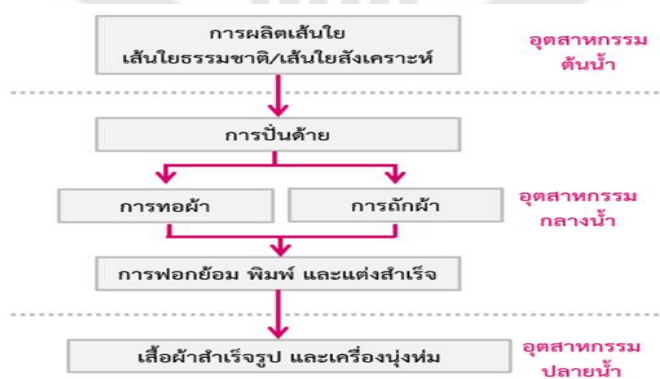 การผลิตเส้นใย
เส้นใยธรรมชาติ/เส้นใยสังเคราะห์
อุตสาหกรรม
ต้นน้ำ
การปั่นด้าย
การทอผ้า
การถักผ้า
อุตสาหกรรม
กลางน้ำ
การฟอกย้อม พิมพ์ และแต่งสำเร็จ
เสื้อผ้าสำเร็จรูป และเครื่องนุ่งห่ม
อุตสาหกรรม
ปลายน้ำ